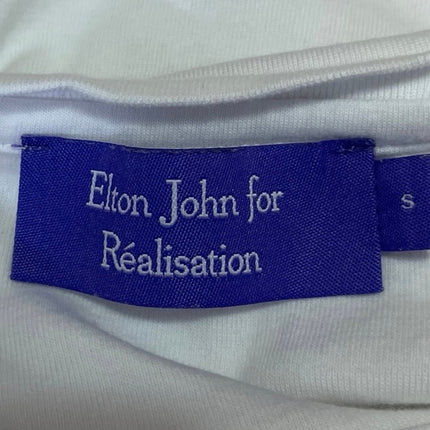 Elton John for
Réalisation
S